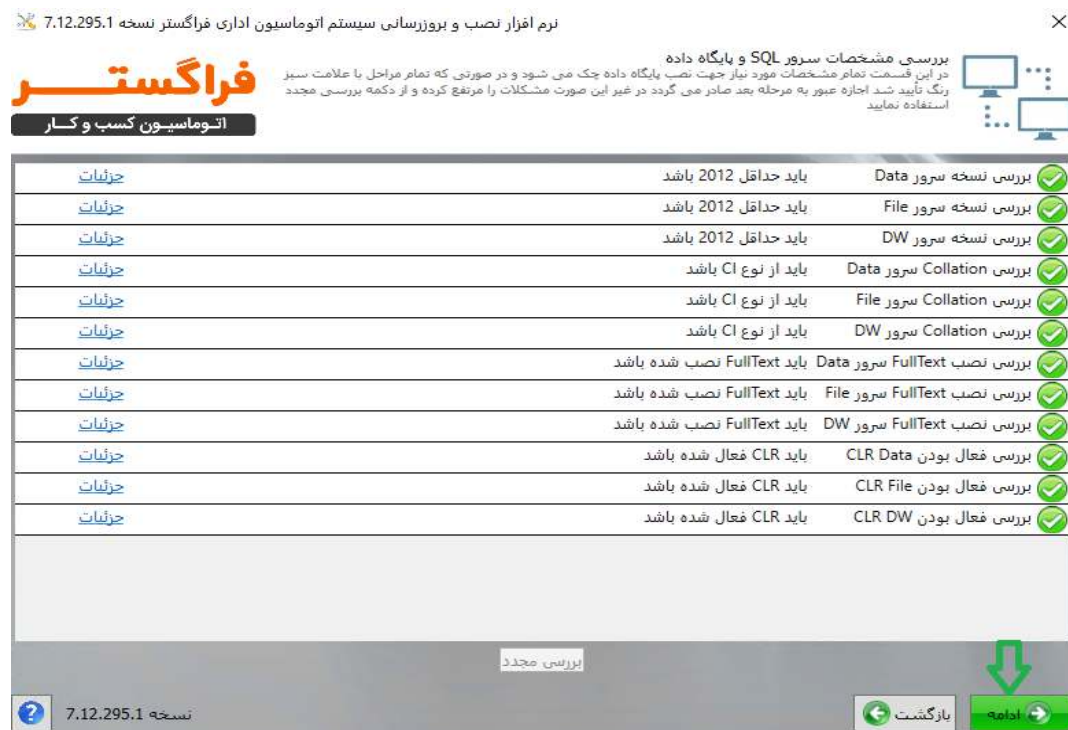 نرم افزار نصب و بروزرسانی سیستم اتوماسیون اداری فراگستر نسخه 7.12.295.1
بررسی مشخصات سرور SQL و پایگاه داده
در این قسمت تمام مشخصات مورد نیاز جهت نصب پایگاه داده چک می شود و در صورتی که تمام مراحل با علامت سبز
رنگ تأیید شد اجازه عبور به مرحله بعد صادر می گردد در غیر این صورت مشکلات را مرتفع کرده و از دکمه بررسی مجدد
استفاده نمایید
فراگستر
اتوماسیون کسب و کار
بررسی نسخه سرور Data باید حداقل 2012 باشد جزئیات
بررسی نسخه سرور File باید حداقل 2012 باشد جزئیات
بررسی نسخه سرور DW باید حداقل 2012 باشد جزئیات
بررسی Collation سرور Data باید از نوع CI باشد جزئیات
بررسی Collation سرور File باید از نوع CI باشد جزئیات
بررسی Collation سرور DW باید از نوع CI باشد جزئیات
بررسی نصب FullText سرور Data باید FullText نصب شده باشد جزئیات
بررسی نصب FullText سرور File باید FullText نصب شده باشد جزئیات
بررسی نصب FullText سرور DW باید FullText نصب شده باشد جزئیات
بررسی فعال بودن CLR Data باید CLR فعال شده باشد جزئیات
بررسی فعال بودن CLR File باید CLR فعال شده باشد جزئیات
بررسی فعال بودن CLR DW باید CLR فعال شده باشد جزئیات
بررسی مجدد
ادامه بازگشت نسخه 7.12.295.1 ?